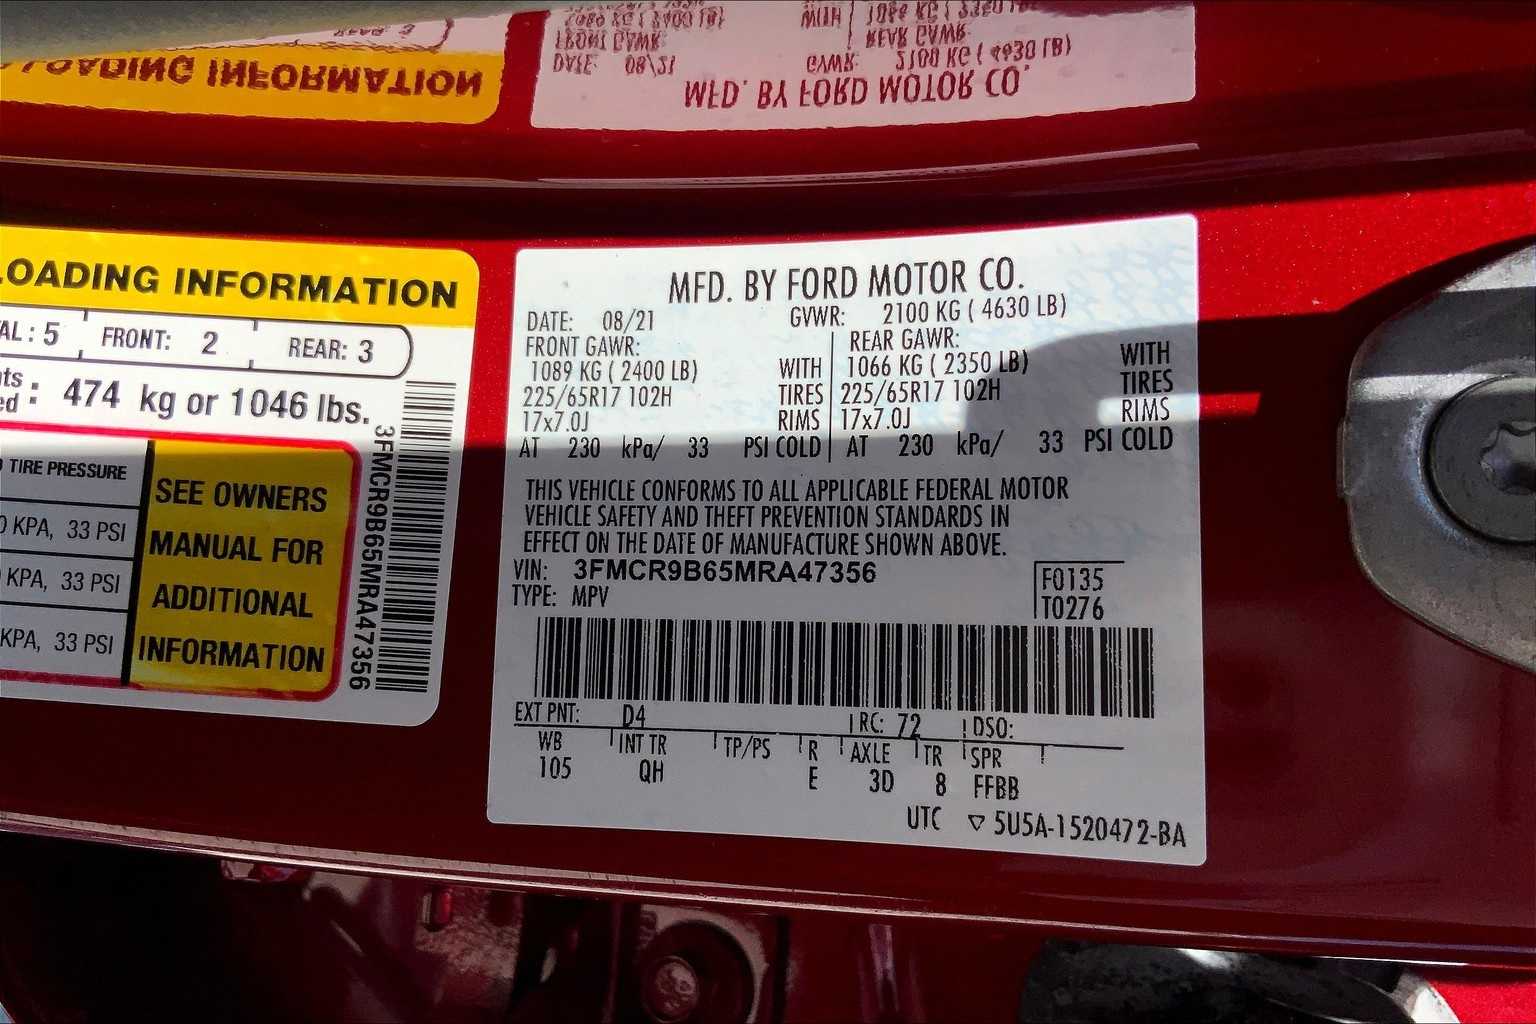 LOADING INFORMATION
AL: 5 FRONT: 2 REAR: 3
ts
ed : 474 kg or 1046 lbs.
TIRE PRESSURE
0 KPA, 33 PSI
KPA, 33 PSI
KPA, 33 PSI
SEE OWNERS
MANUAL FOR
ADDITIONAL
INFORMATION
3FMCR9B65MRA47356
MFD. BY FORD MOTOR CO.
DATE: 08/21 GVWR: 2100 KG ( 4630 LB)
FRONT GAWR: REAR GAWR:
1089 KG ( 2400 LB) WITH 1066 KG ( 2350 LB) WITH
225/65R17 102H TIRES 225/65R17 102H TIRES
17x7.0J RIMS 17x7.0J RIMS
AT 230 kPa/ 33 PSI COLD AT 230 kPa/ 33 PSI COLD
THIS VEHICLE CONFORMS TO ALL APPLICABLE FEDERAL MOTOR
VEHICLE SAFETY AND THEFT PREVENTION STANDARDS IN
EFFECT ON THE DATE OF MANUFACTURE SHOWN ABOVE.
VIN: 3FMCR9B65MRA47356 F0135
TYPE: MPV T0276
EXT PNT: D4 RC: 72 DSO:
WB INT TR TP/PS R AXLE TR SPR
105 QH E 3D 8 FFBB
UTC ▽ 5U5A-1520472-BA